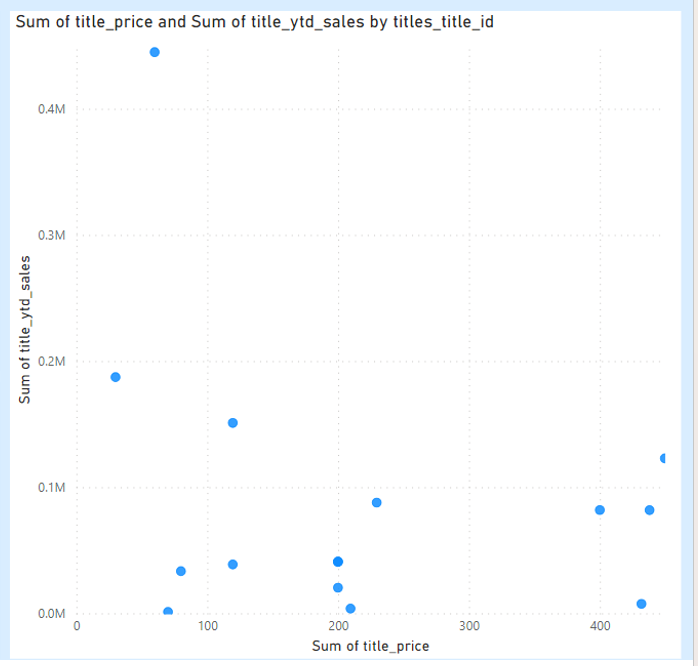 Sum of title_price and Sum of title_ytd_sales by titles_title_id
Sum of title_ytd_sales
0.4M
0.3M
0.2M
0.1M
0.0M
0 100 200 300 400
Sum of title_price